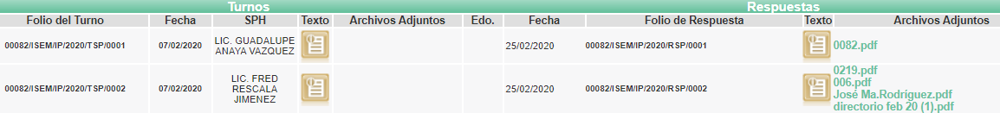 Turnos Respuestas
Folio del Turno Fecha SPH Texto Archivos Adjuntos Edo. Fecha Folio de Respuesta Texto Archivos Adjuntos
00082/ISEM/IP/2020/TSP/0001 07/02/2020 LIC. GUADALUPE ANAYA VAZQUEZ 25/02/2020 00082/ISEM/IP/2020/RSP/0001 0082.pdf
00082/ISEM/IP/2020/TSP/0002 07/02/2020 LIC. FRED RESCALA JIMENEZ 25/02/2020 00082/ISEM/IP/2020/RSP/0002 0219.pdf
006.pdf
José Ma.Rodríguez.pdf
directorio feb 20 (1).pdf